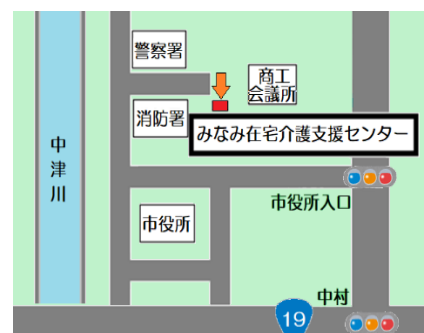 警察署
商工
会議所
消防署
みなみ在宅介護支援センター
中津川
市役所入口
市役所
中村
19